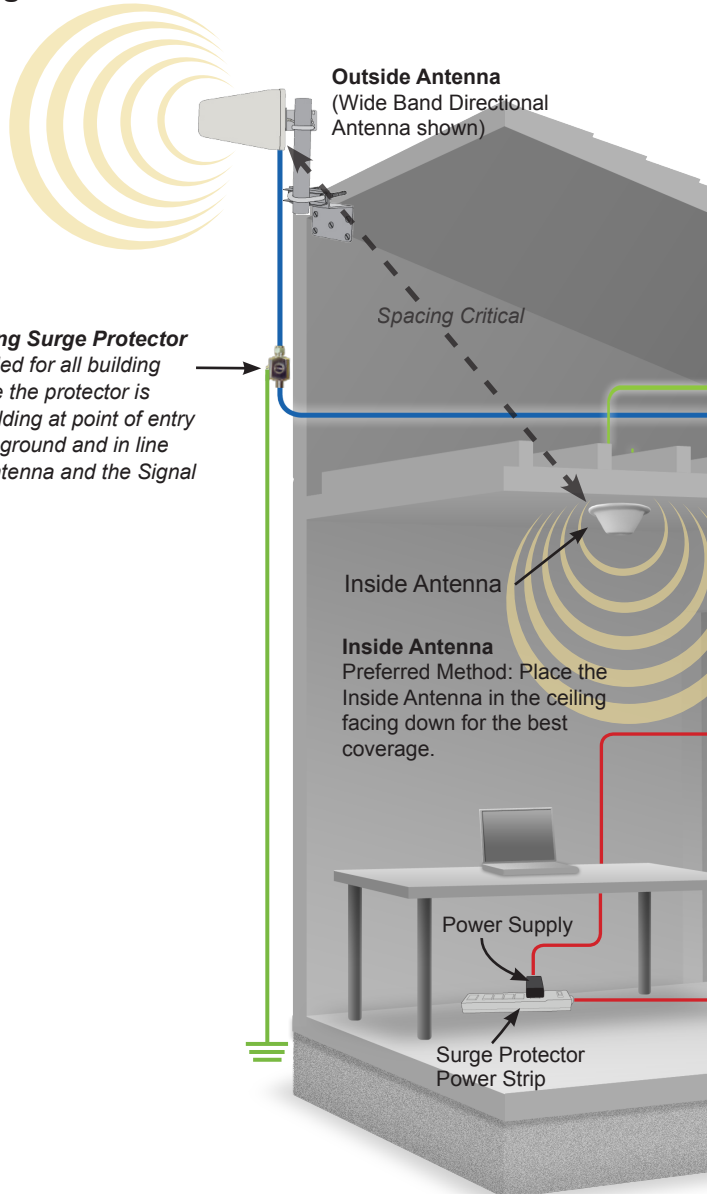 Outside Antenna
(Wide Band Directional
Antenna shown)
Spacing Critical
ng Surge Protector
ed for all building
e the protector is
lding at point of entry
ground and in line
ntenna and the Signal
Inside Antenna
Inside Antenna
Preferred Method: Place the
Inside Antenna in the ceiling
facing down for the best
coverage.
Power Supply
Surge Protector
Power Strip